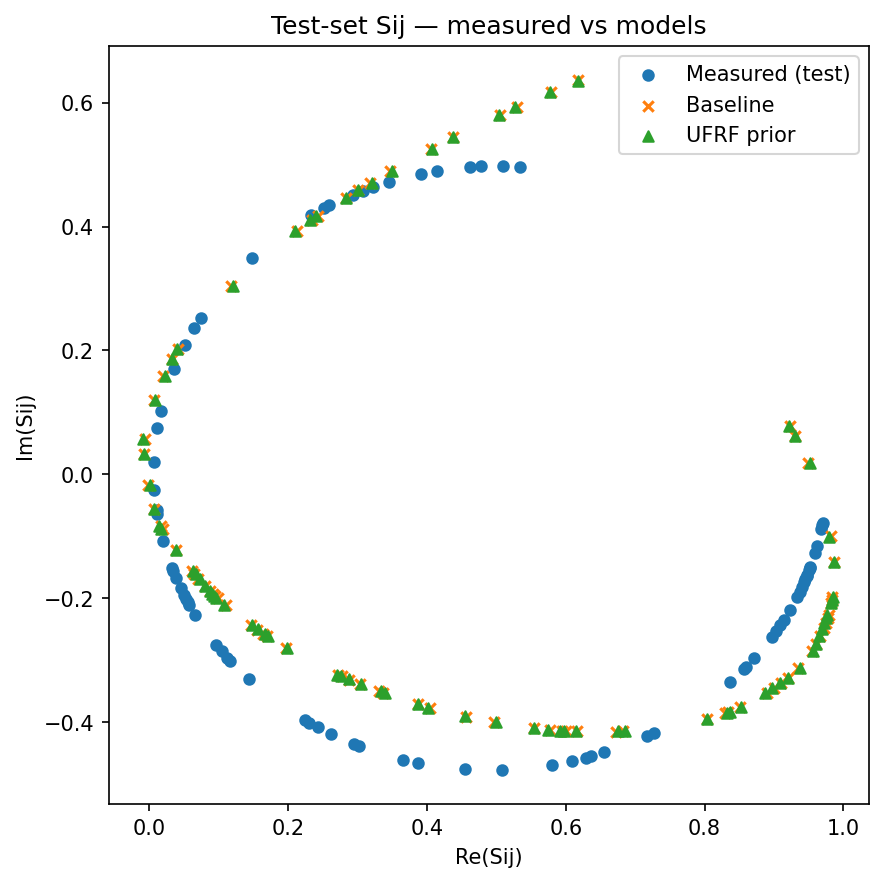 Test-set Sij — measured vs models
Measured (test)
Baseline
UFRF prior
Im(Sij)
0.6
0.4
0.2
0.0
−0.2
−0.4
0.0 0.2 0.4 0.6 0.8 1.0
Re(Sij)